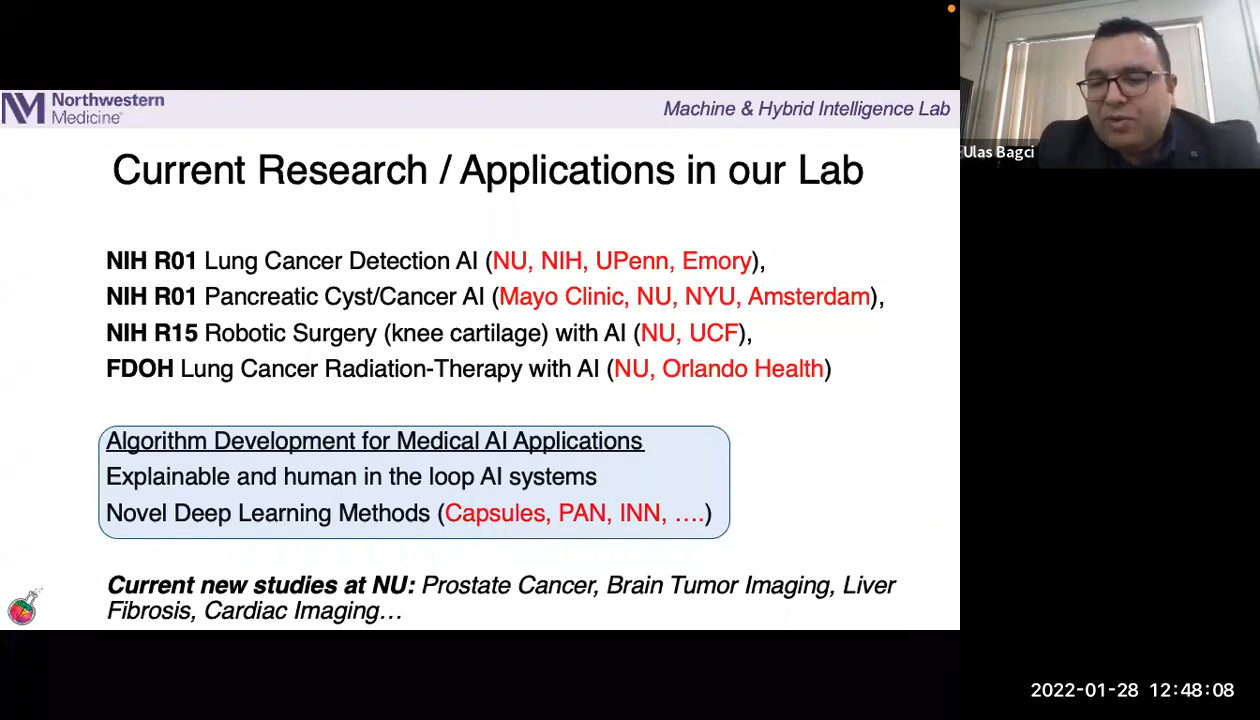 Northwestern
Medicine®
Machine & Hybrid Intelligence Lab
Ulas Bagci
Current Research / Applications in our Lab
NIH R01 Lung Cancer Detection AI (NU, NIH, UPenn, Emory),
NIH R01 Pancreatic Cyst/Cancer AI (Mayo Clinic, NU, NYU, Amsterdam),
NIH R15 Robotic Surgery (knee cartilage) with AI (NU, UCF),
FDOH Lung Cancer Radiation-Therapy with AI (NU, Orlando Health)
Algorithm Development for Medical AI Applications
Explainable and human in the loop AI systems
Novel Deep Learning Methods (Capsules, PAN, INN, ….)
Current new studies at NU: Prostate Cancer, Brain Tumor Imaging, Liver
Fibrosis, Cardiac Imaging…
2022-01-28 12:48:08